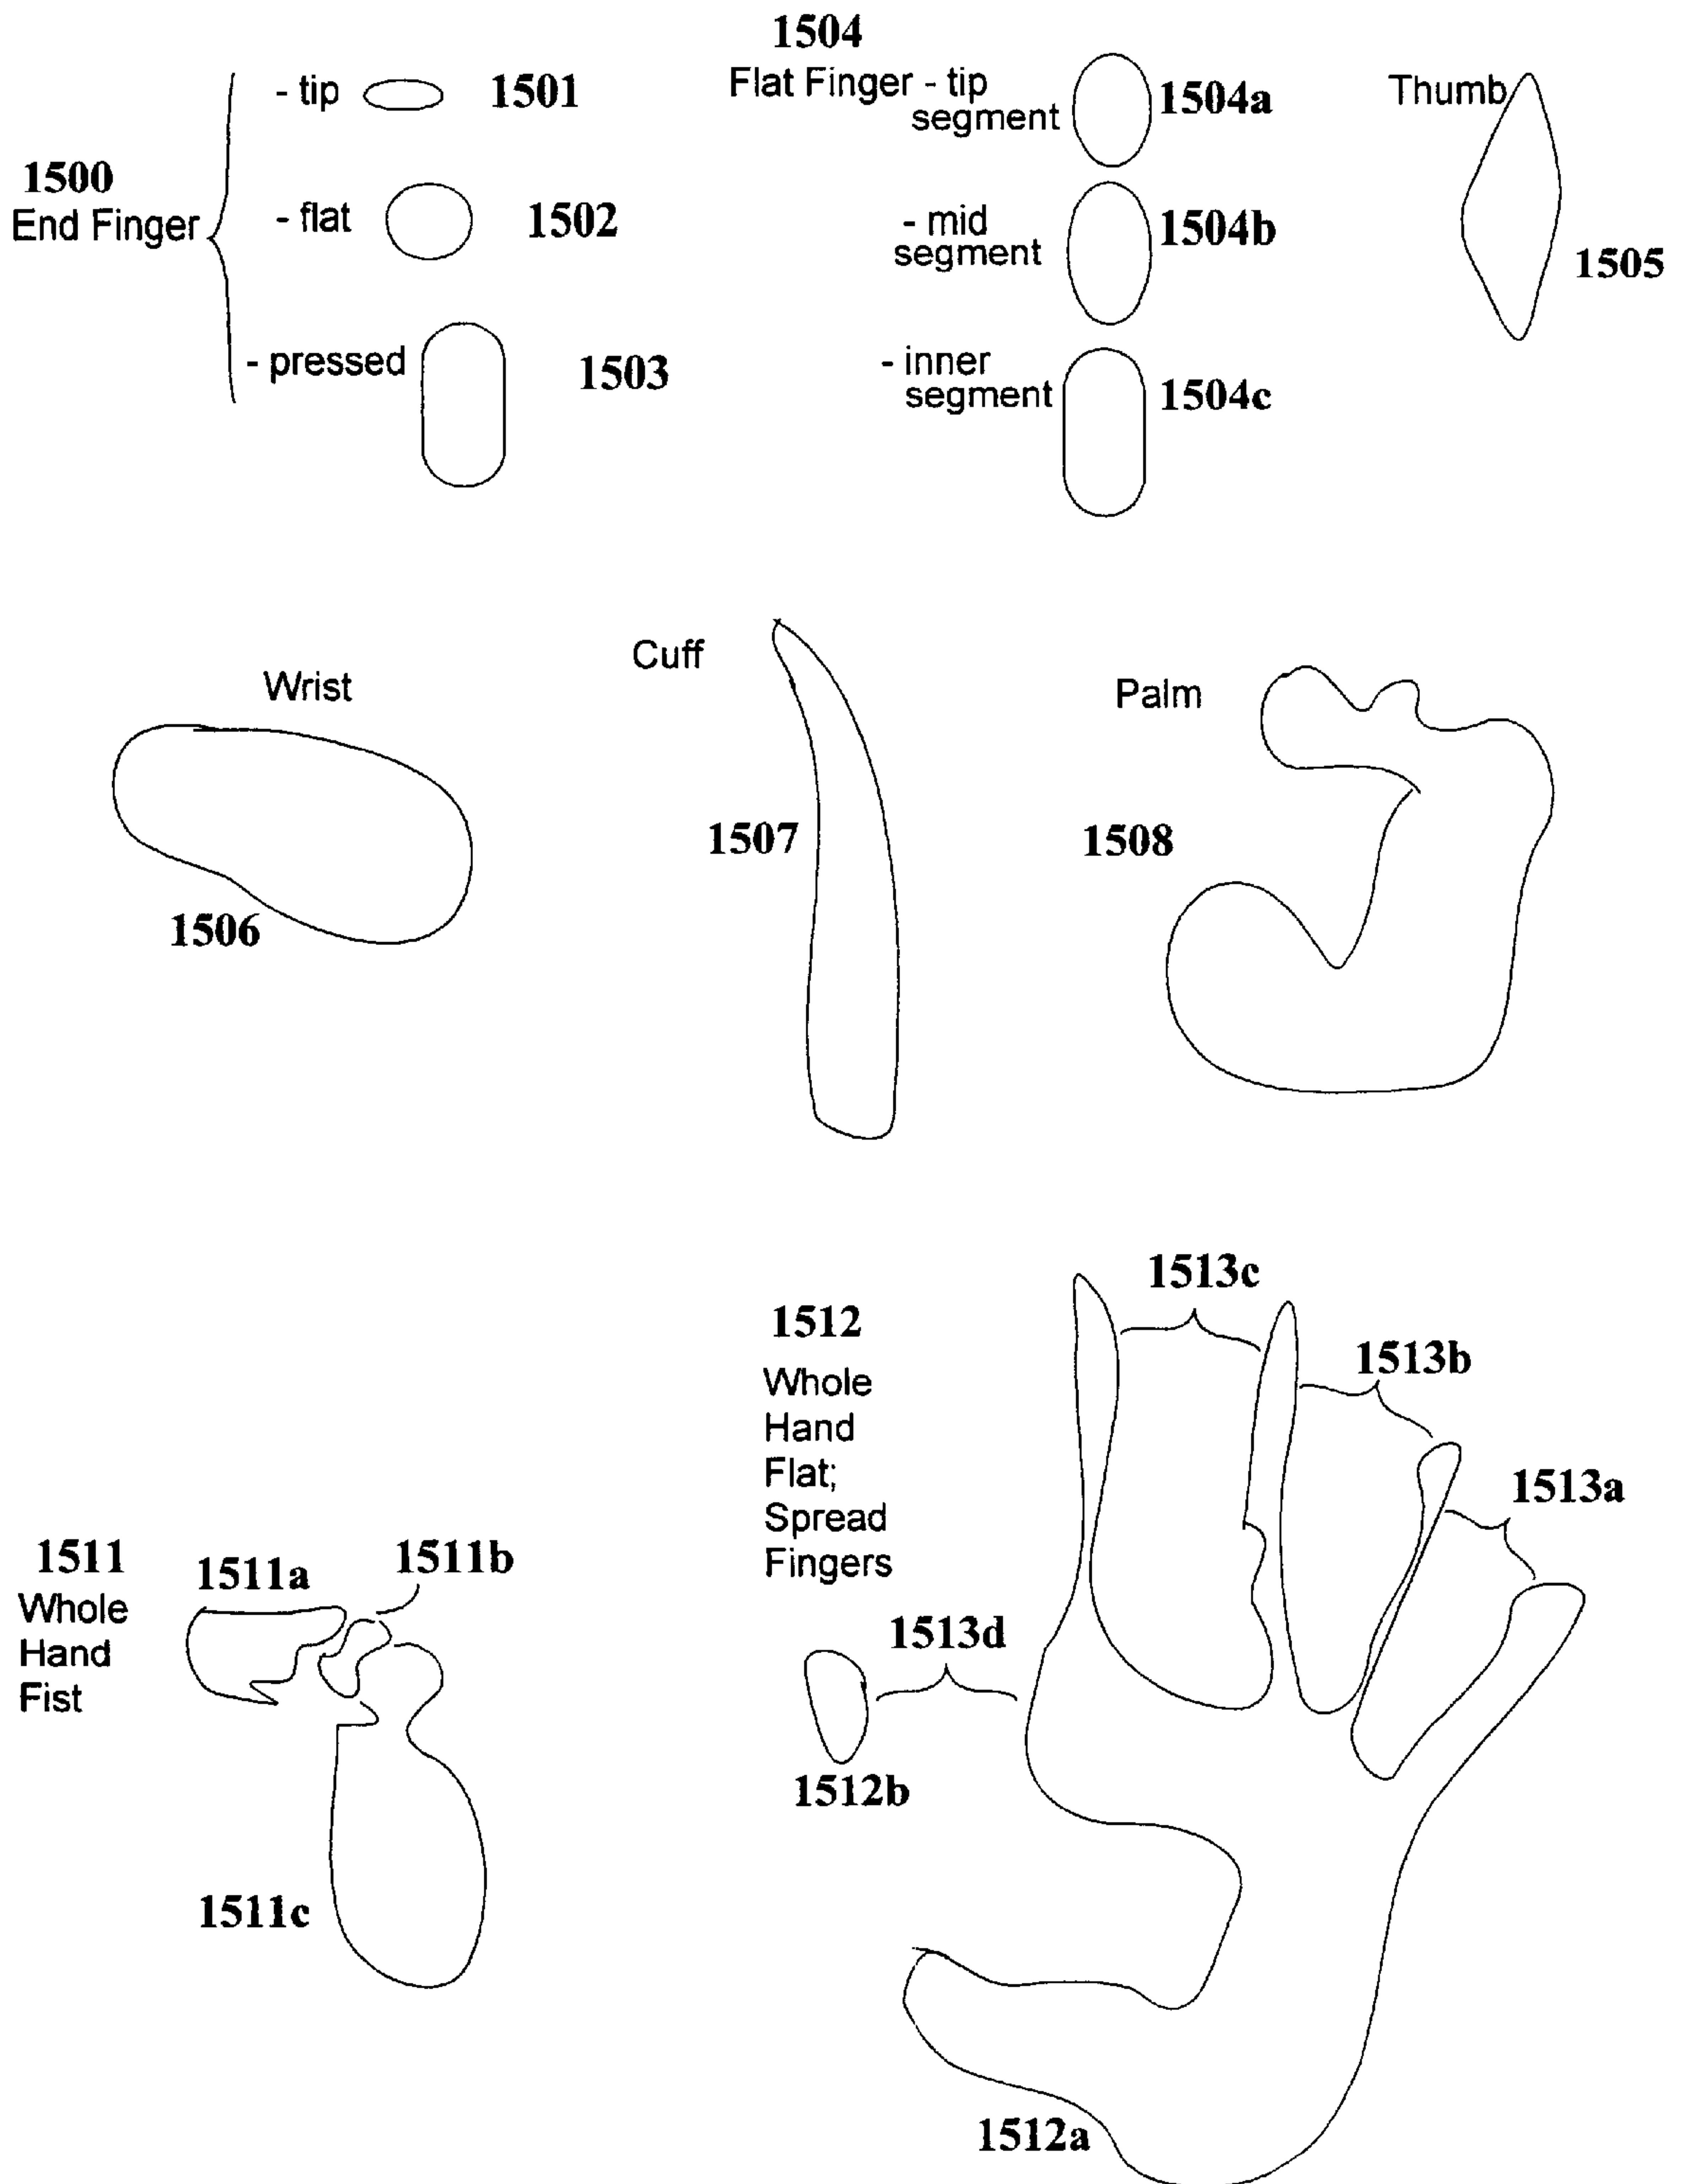 1500
End Finger
- tip 1501
- flat 1502
- pressed 1503
1504
Flat Finger - tip
segment 1504a
- mid
segment 1504b
- inner
segment 1504c
Thumb
1505
Wrist
1506
Cuff
1507
Palm
1508
1511
Whole
Hand
Fist
1511a
1511b
1511c
1512
Whole
Hand
Flat;
Spread
Fingers
1513c
1513b
1513a
1513d
1512b
1512a